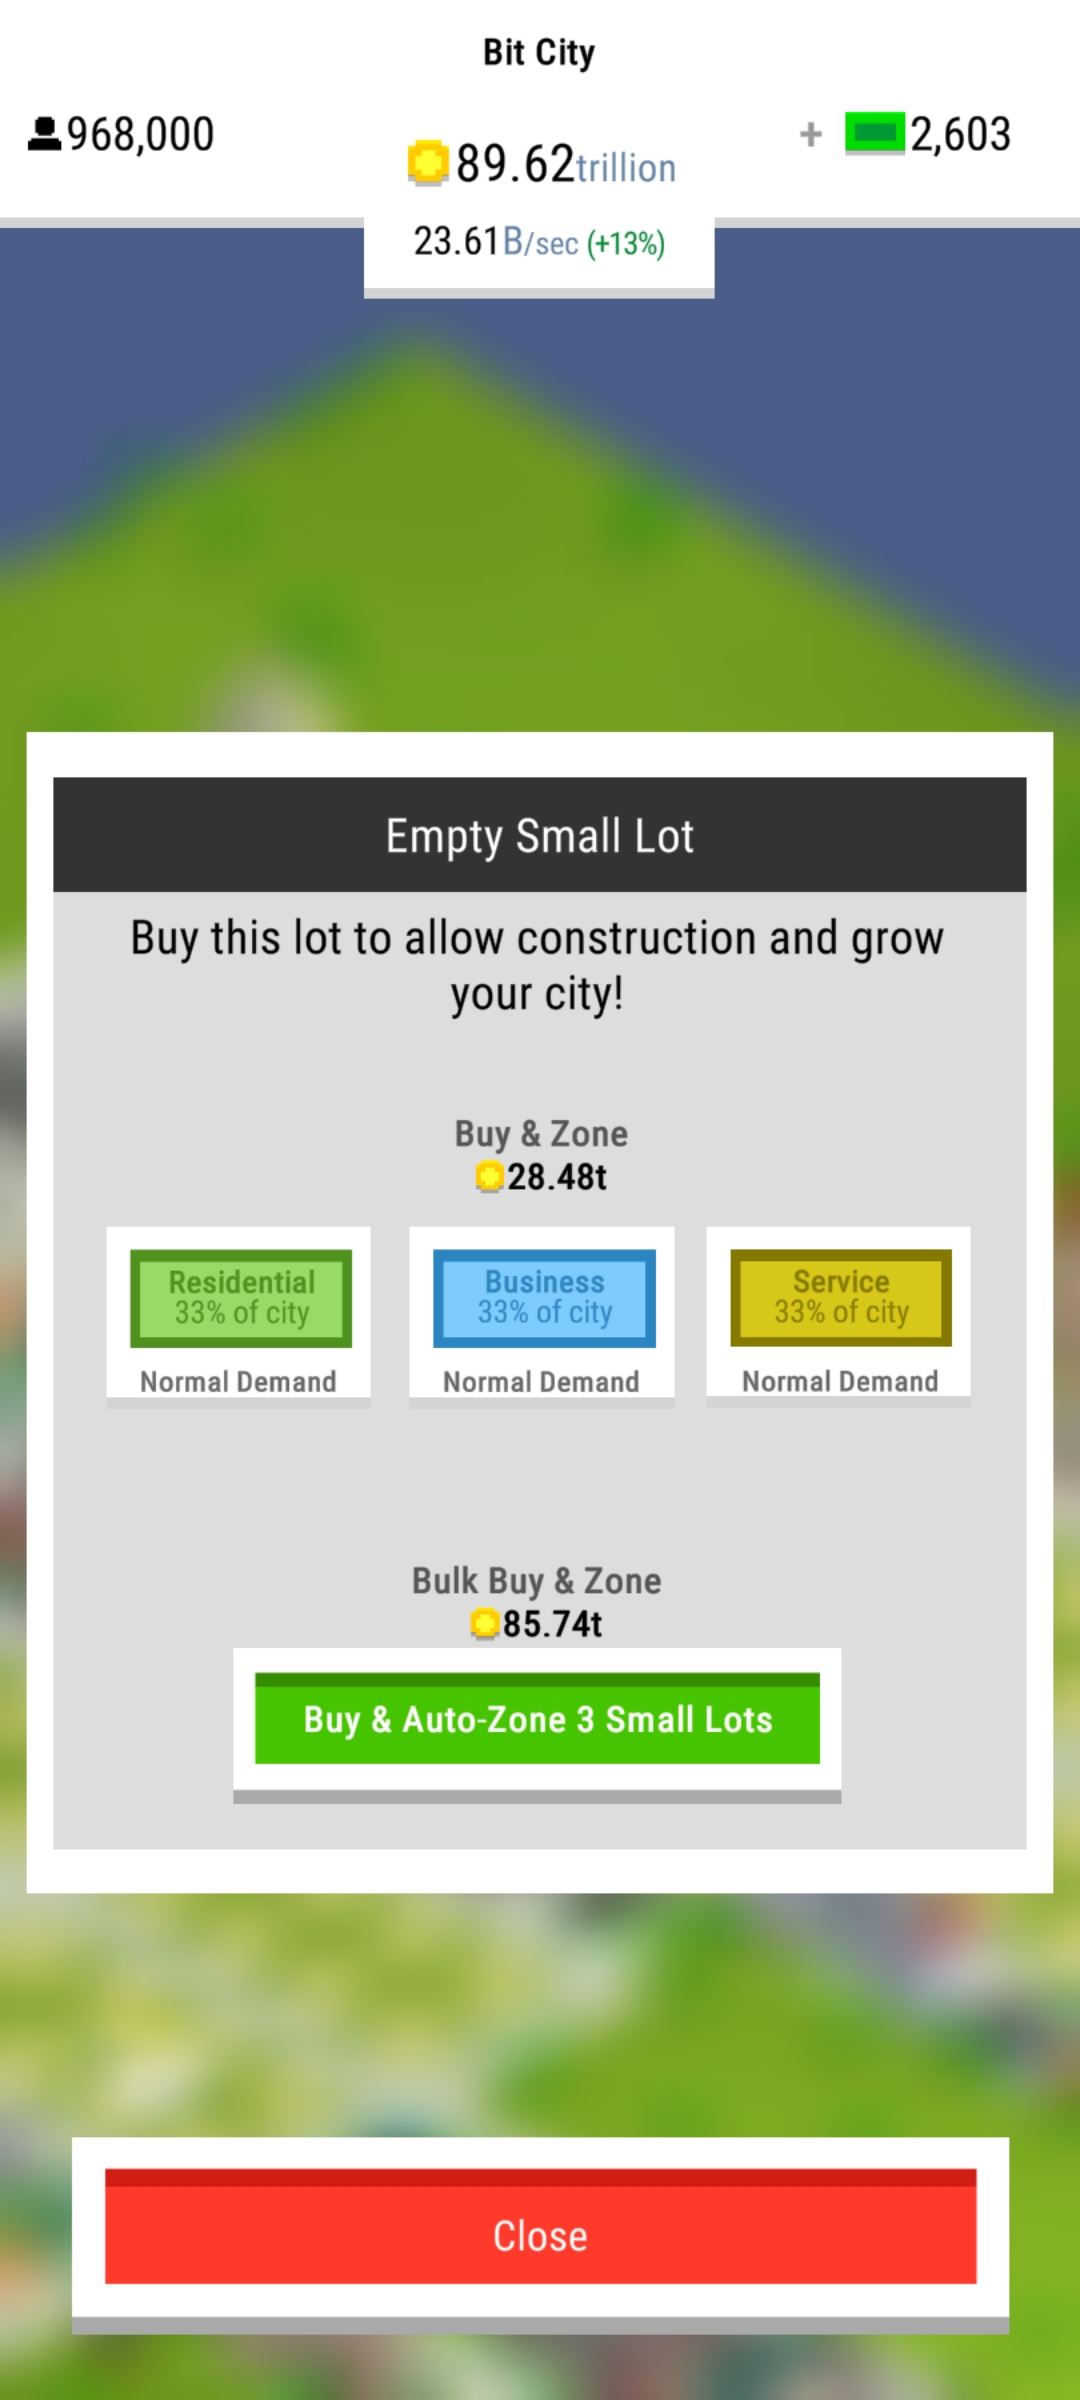 Bit City
968,000
89.62trillion
+ 2,603
23.61B/sec (+13%)
Empty Small Lot
Buy this lot to allow construction and grow
your city!
Buy & Zone
28.48t
Residential
33% of city
Normal Demand
Business
33% of city
Normal Demand
Service
33% of city
Normal Demand
Bulk Buy & Zone
85.74t
Buy & Auto-Zone 3 Small Lots
Close